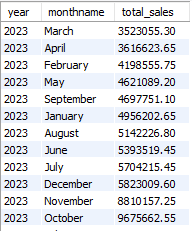 year monthname total_sales
2023 March 3523055.30
2023 April 3616623.65
2023 February 4198555.75
2023 May 4621089.20
2023 September 4697751.10
2023 January 4956202.65
2023 August 5142226.80
2023 June 5393519.45
2023 July 5704215.45
2023 December 5823009.60
2023 November 8810157.25
2023 October 9675662.55